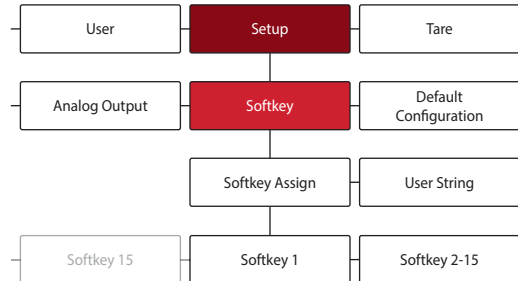 User
Setup
Tare
Analog Output
Softkey
Default
Configuration
Softkey Assign
User String
Softkey 15
Softkey 1
Softkey 2-15